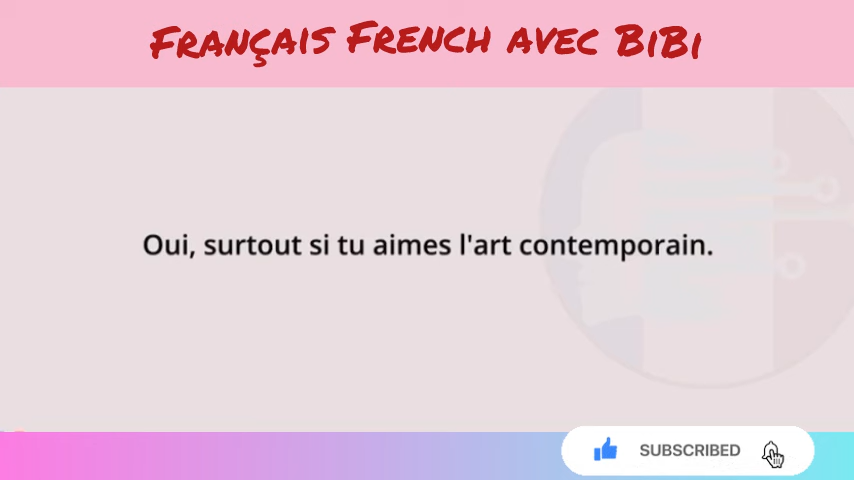 Français French avec BiBi
Oui, surtout si tu aimes l'art contemporain.
SUBSCRIBED